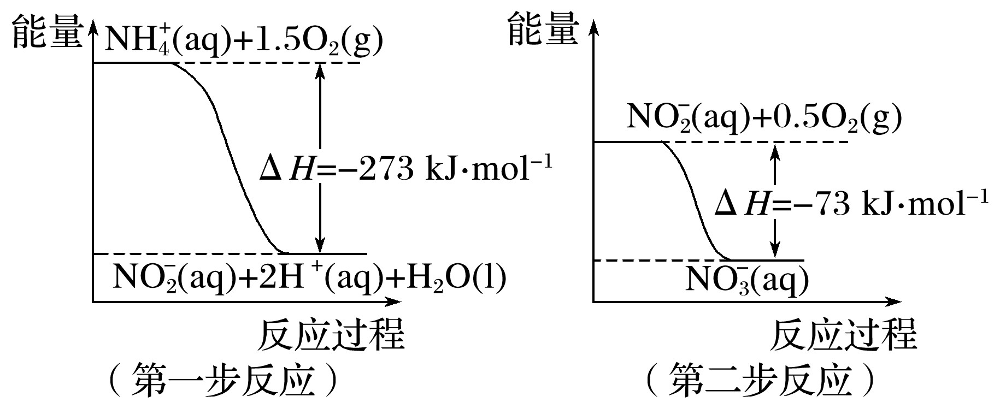 能量
NH₄⁺(aq)+1.5O₂(g)
ΔH=−273 kJ·mol⁻¹
NO₂⁻(aq)+2H⁺(aq)+H₂O(l)
反应过程
（第一步反应）
能量
NO₂⁻(aq)+0.5O₂(g)
ΔH=−73 kJ·mol⁻¹
NO₃⁻(aq)
反应过程
（第二步反应）